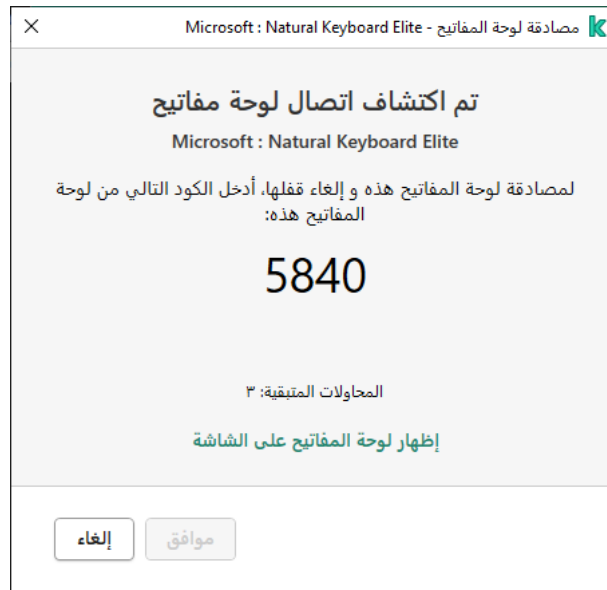 مصادقة لوحة المفاتيح - Microsoft : Natural Keyboard Elite
تم اكتشاف اتصال لوحة مفاتيح
Microsoft : Natural Keyboard Elite
لمصادقة لوحة المفاتيح هذه و إلغاء قفلها، أدخل الكود التالي من لوحة
المفاتيح هذه:
5840
المحاولات المتبقية: ٣
إظهار لوحة المفاتيح على الشاشة
موافق إلغاء